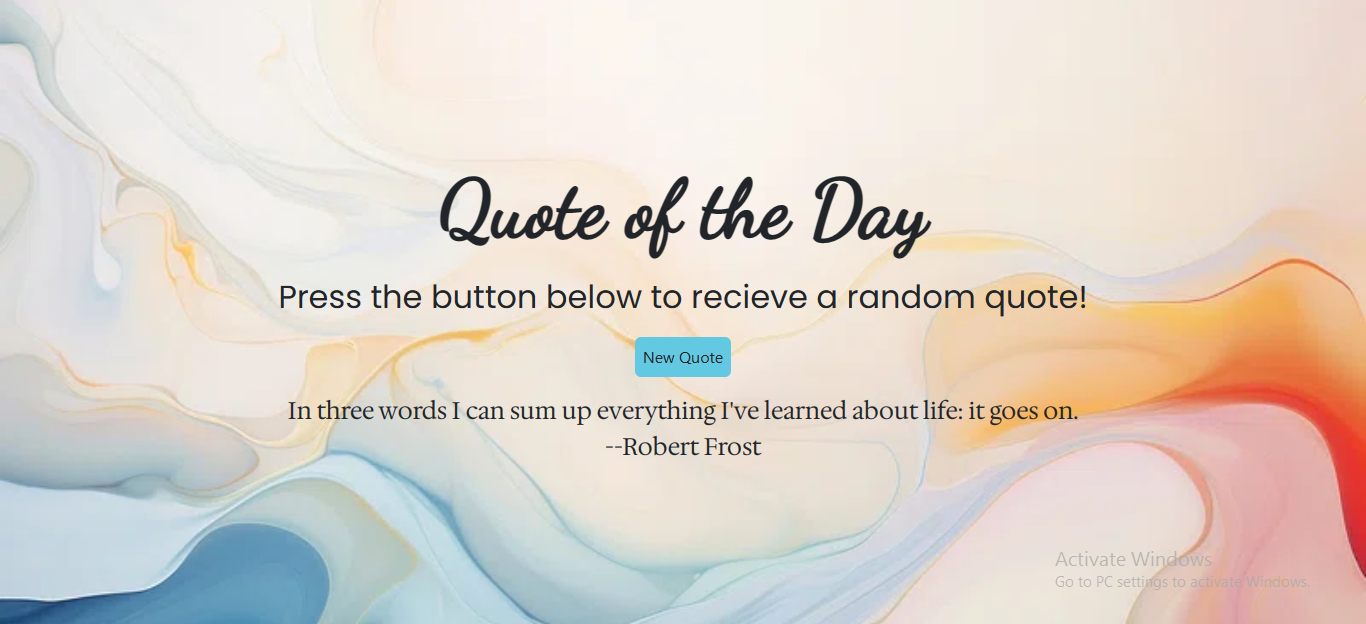 Quote of the Day
Press the button below to recieve a random quote!
New Quote
In three words I can sum up everything I've learned about life: it goes on.
--Robert Frost
Activate Windows
Go to PC settings to activate Windows.